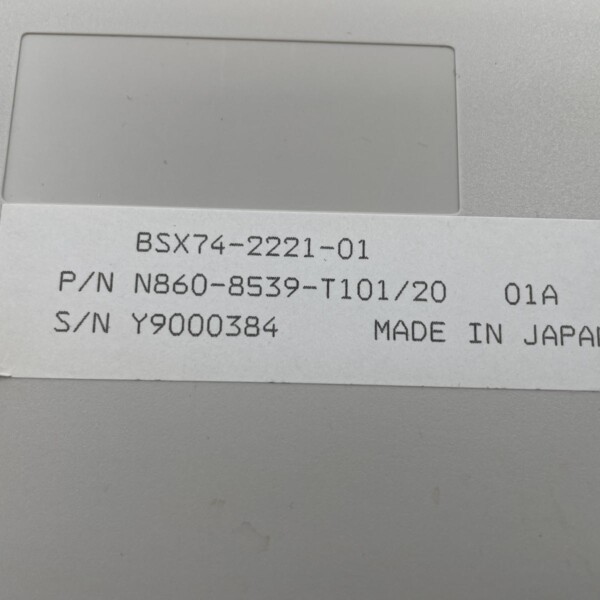 BSX74-2221-01
P/N N860-8539-T101/20 01A
S/N Y9000384 MADE IN JAPAN